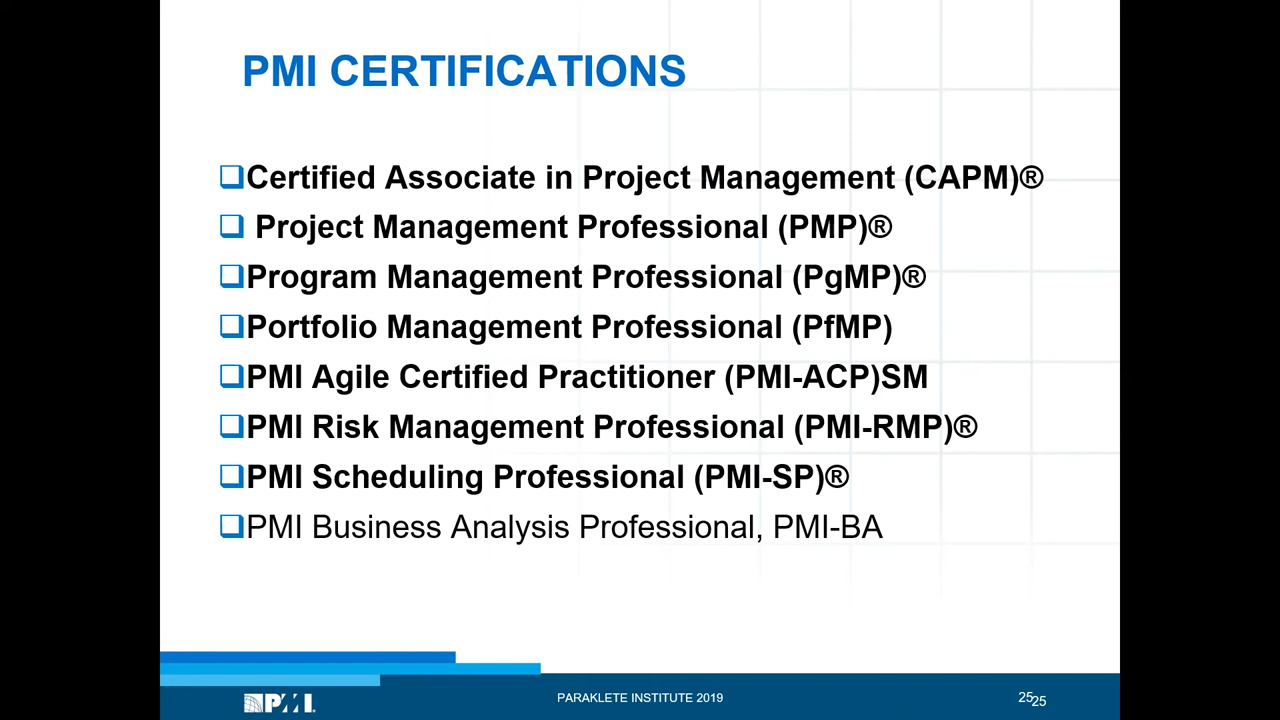 PMI CERTIFICATIONS
Certified Associate in Project Management (CAPM)®
Project Management Professional (PMP)®
Program Management Professional (PgMP)®
Portfolio Management Professional (PfMP)
PMI Agile Certified Practitioner (PMI-ACP)SM
PMI Risk Management Professional (PMI-RMP)®
PMI Scheduling Professional (PMI-SP)®
PMI Business Analysis Professional, PMI-BA
PMI
PARAKLETE INSTITUTE 2019
25
25